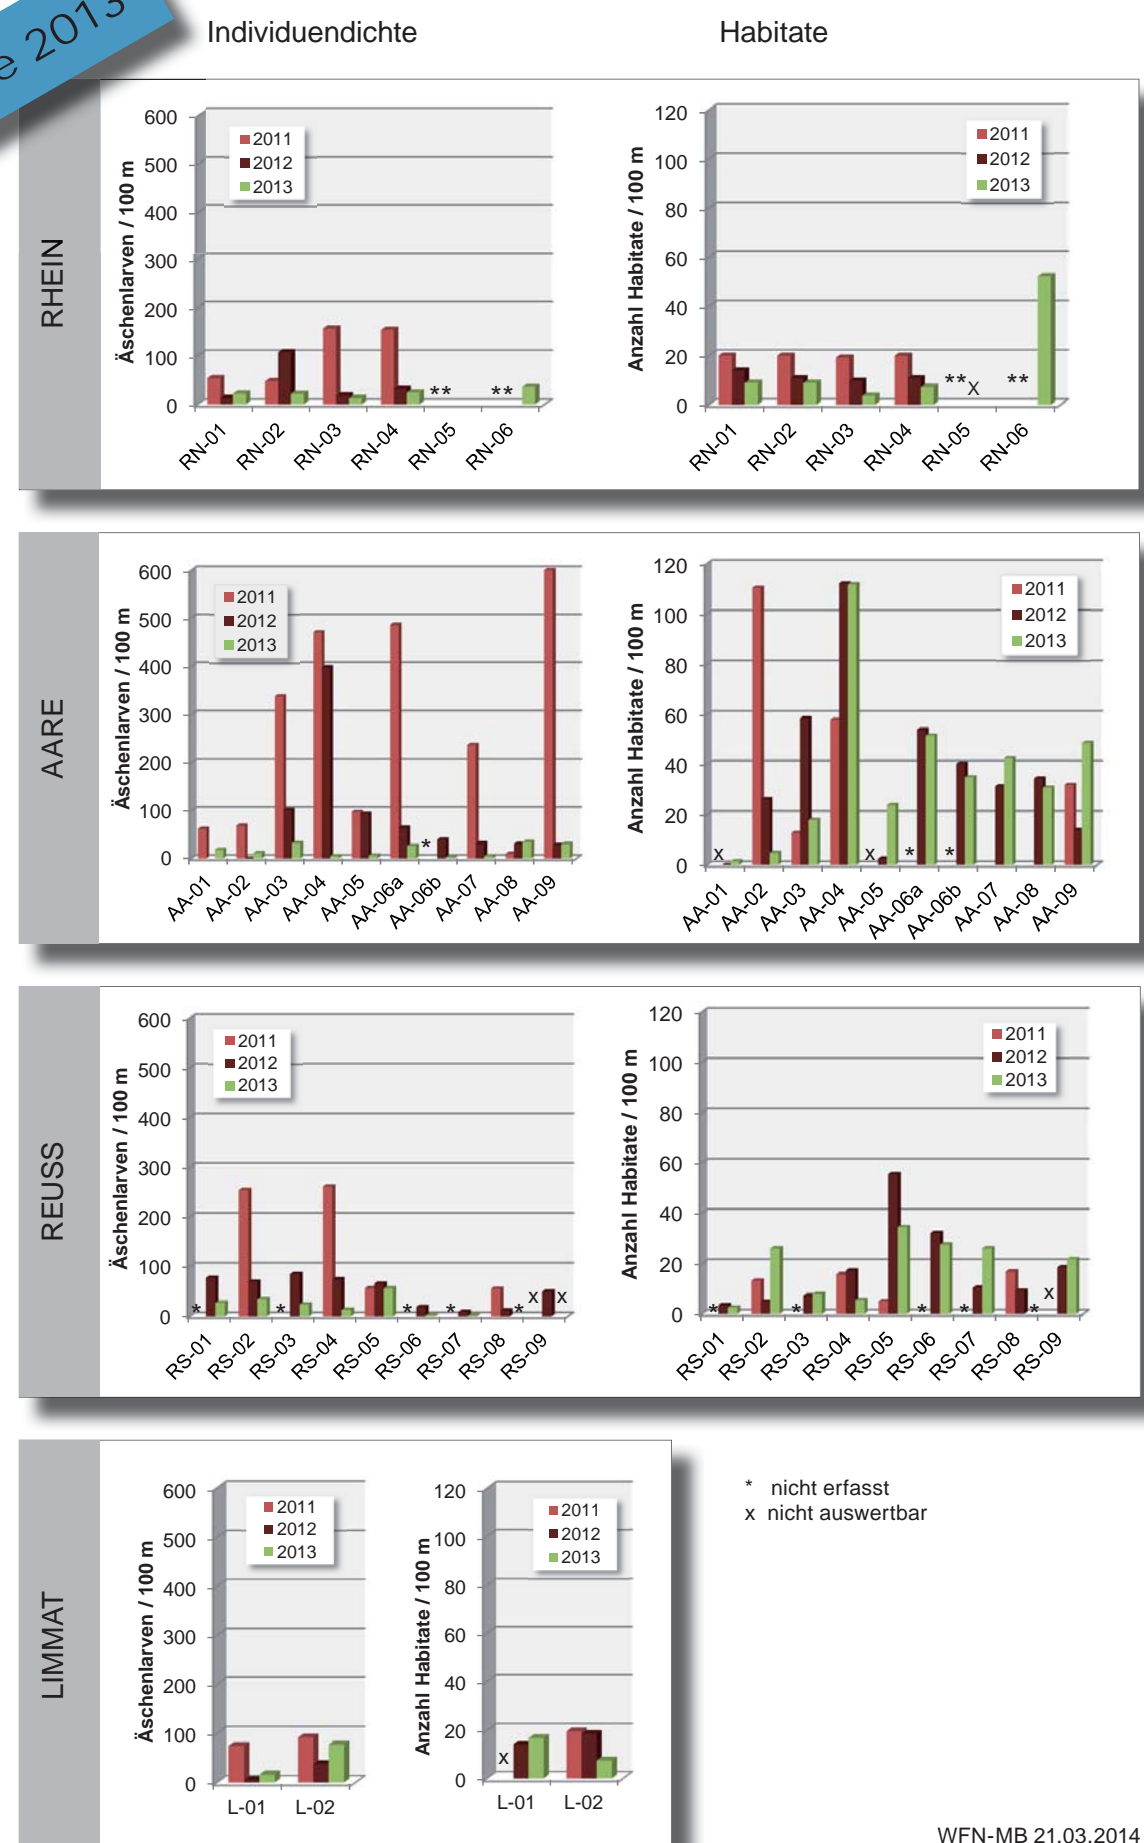 e 2013
Individuendichte
Habitate
RHEIN
Äschenlarven / 100 m
600
500
400
300
200
100
0
2011
2012
2013
**
**
RN-01 RN-02 RN-03 RN-04 RN-05 RN-06
Anzahl Habitate / 100 m
120
100
80
60
40
20
0
2011
2012
2013
** X
**
RN-01 RN-02 RN-03 RN-04 RN-05 RN-06
AARE
Äschenlarven / 100 m
600
500
400
300
200
100
0
2011
2012
2013
*
AA-01 AA-02 AA-03 AA-04 AA-05 AA-06a AA-06b AA-07 AA-08 AA-09
Anzahl Habitate / 100 m
120
100
80
60
40
20
0
2011
2012
2013
x x * *
AA-01 AA-02 AA-03 AA-04 AA-05 AA-06a AA-06b AA-07 AA-08 AA-09
REUSS
Äschenlarven / 100 m
600
500
400
300
200
100
0
2011
2012
2013
* * * * * x x
RS-01 RS-02 RS-03 RS-04 RS-05 RS-06 RS-07 RS-08 RS-09
Anzahl Habitate / 100 m
120
100
80
60
40
20
0
2011
2012
2013
* * * * * x
RS-01 RS-02 RS-03 RS-04 RS-05 RS-06 RS-07 RS-08 RS-09
LIMMAT
Äschenlarven / 100 m
600
500
400
300
200
100
0
2011
2012
2013
L-01 L-02
Anzahl Habitate / 100 m
120
100
80
60
40
20
0
2011
2012
2013
x
L-01 L-02
* nicht erfasst
x nicht auswertbar
WFN-MB 21.03.2014